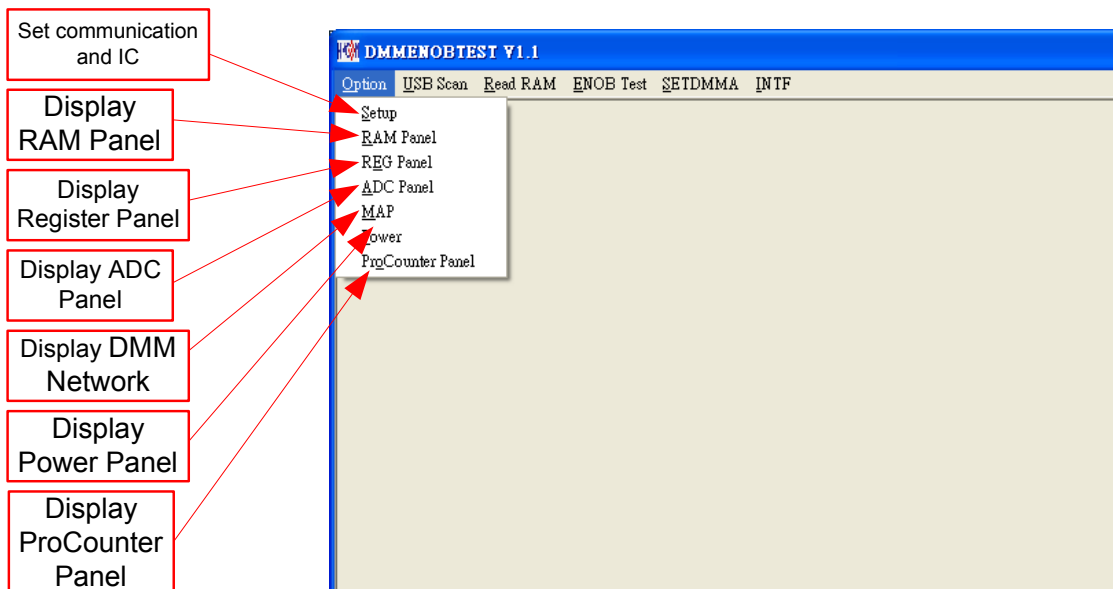 Set communication
and IC
Display
RAM Panel
Display
Register Panel
Display ADC
Panel
Display DMM
Network
Display
Power Panel
Display
ProCounter
Panel
DMMENOBTEST V1.1
Option USB Scan Read RAM ENOB Test SETDMMA INTF
Setup
RAM Panel
REG Panel
ADC Panel
MAP
Power
ProCounter Panel